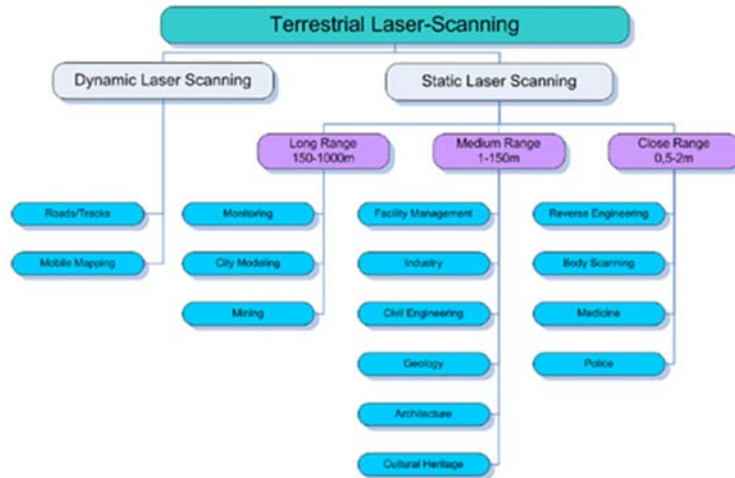 Terrestrial Laser-Scanning
Dynamic Laser Scanning
Static Laser Scanning
Long Range
150-1000m
Medium Range
1-150m
Close Range
0,5-2m
Roads/Tracks
Mobile Mapping
Monitoring
City Modeling
Mining
Facility Management
Industry
Civil Engineering
Geology
Architecture
Cultural Heritage
Reverse Engineering
Body Scanning
Medicine
Police